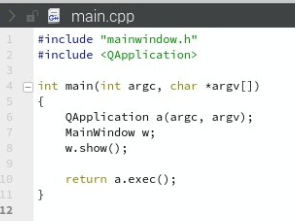 main.cpp
1 #include "mainwindow.h"
2 #include <QApplication>
3
4 int main(int argc, char *argv[])
5 {
6     QApplication a(argc, argv);
7     MainWindow w;
8     w.show();
9
10     return a.exec();
11 }
12